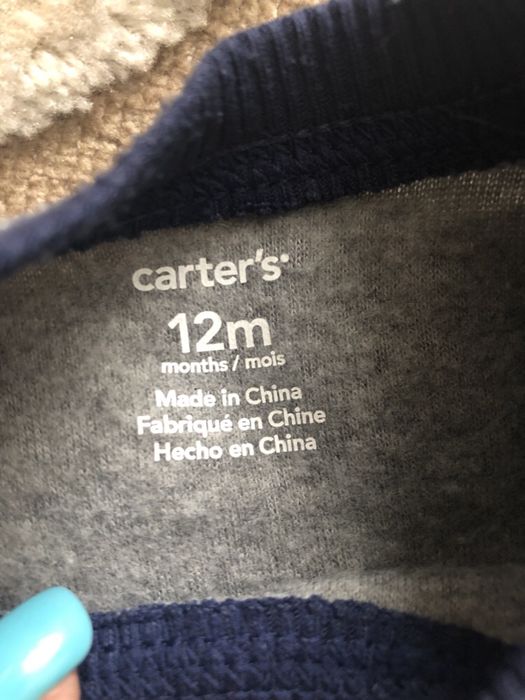 carter's
12m
months / mois
Made in China
Fabriqué en Chine
Hecho en China